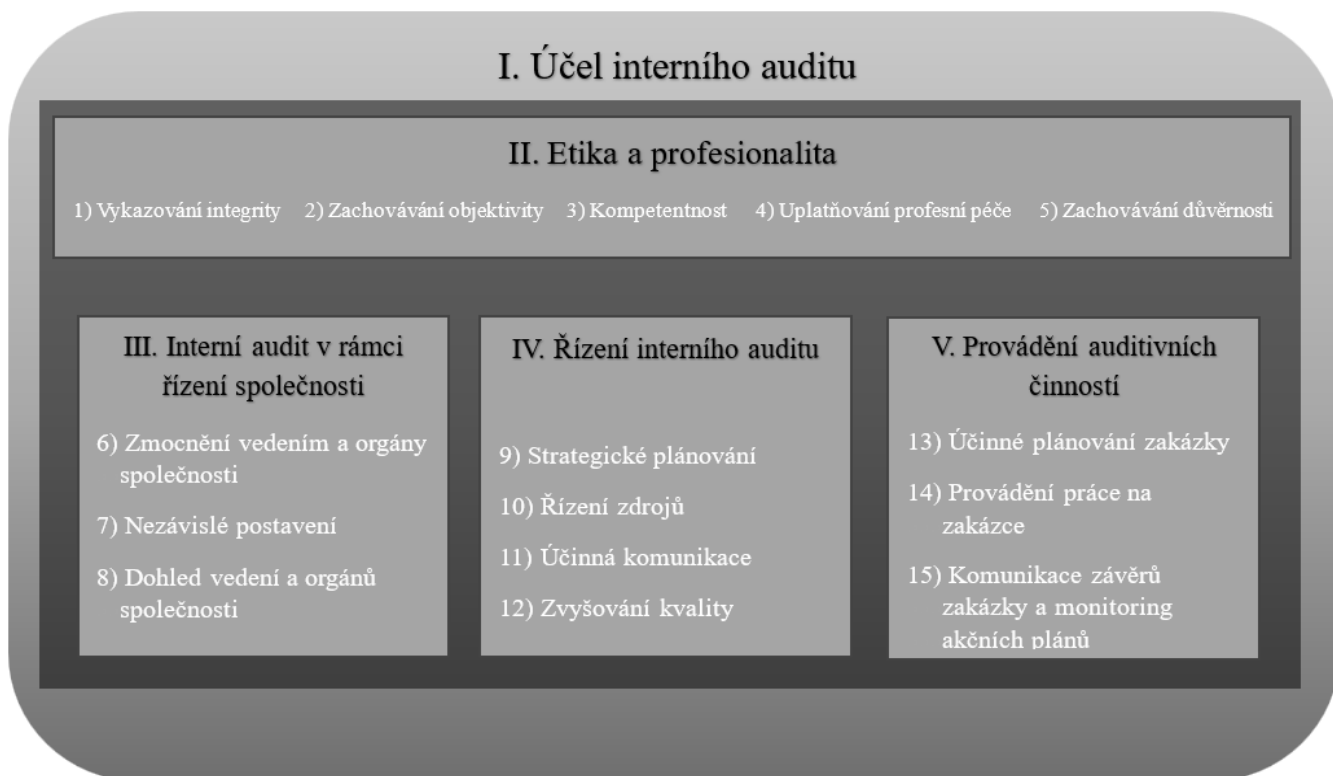 I. Účel interního auditu
II. Etika a profesionalita
1) Vykazování integrity 2) Zachovávání objektivity 3) Kompetentnost 4) Uplatňování profesní péče 5) Zachovávání důvěrnosti
III. Interní audit v rámci
řízení společnosti
6) Zmocnění vedením a orgány
společnosti
7) Nezávislé postavení
8) Dohled vedení a orgánů
společnosti
IV. Řízení interního auditu
9) Strategické plánování
10) Řízení zdrojů
11) Účinná komunikace
12) Zvyšování kvality
V. Provádění auditivních
činností
13) Účinné plánování zakázky
14) Provádění práce na
zakázce
15) Komunikace závěrů
zakázky a monitoring
akčních plánů